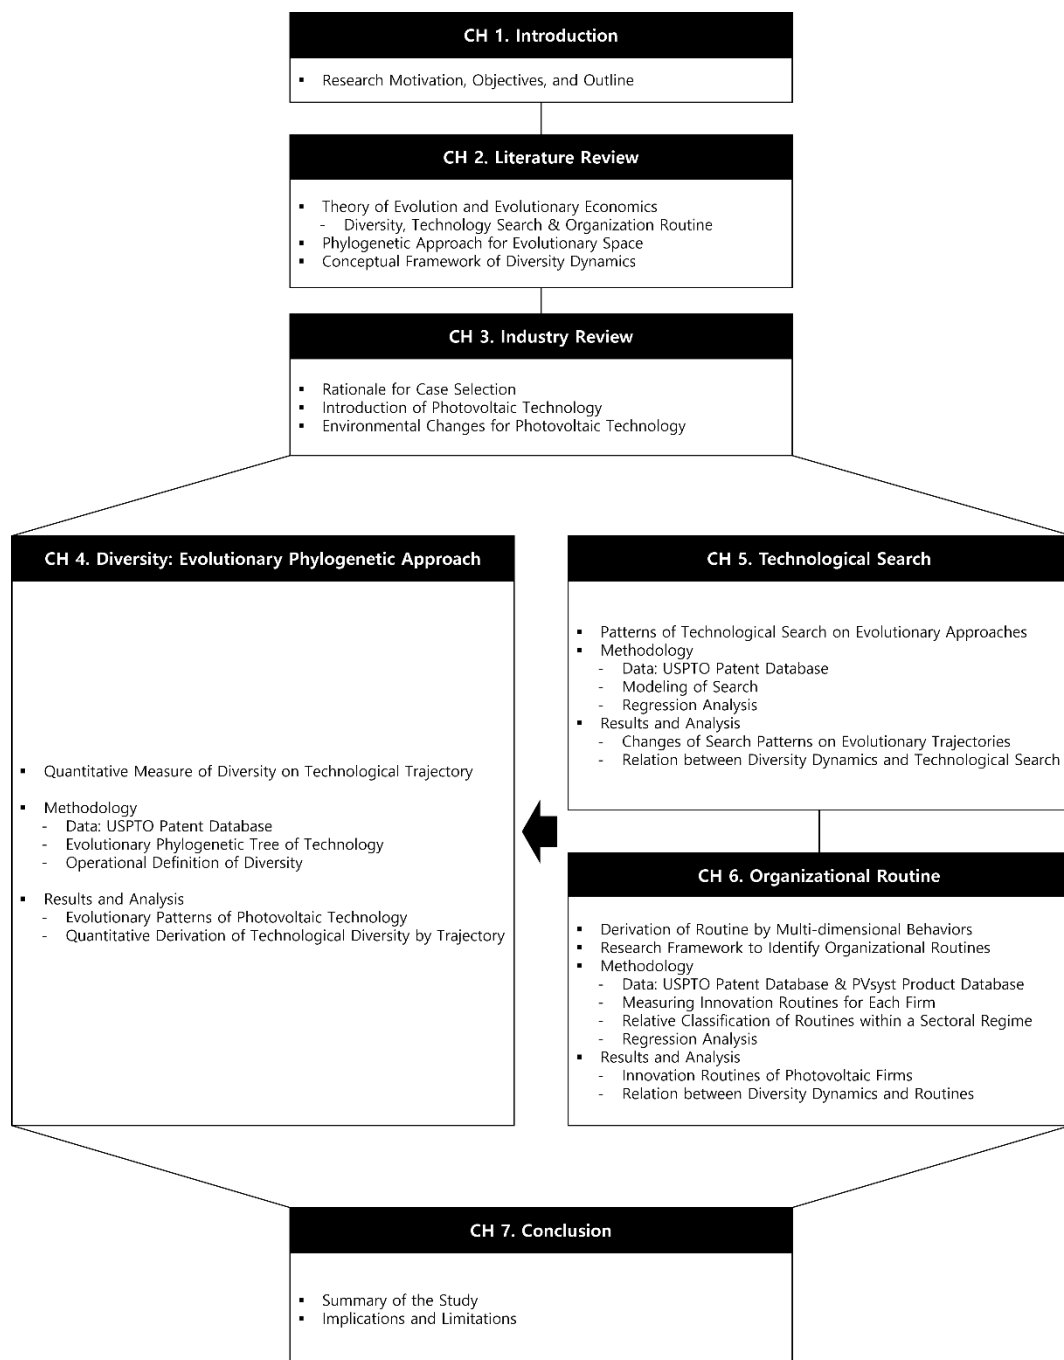 CH 1. Introduction
▪ Research Motivation, Objectives, and Outline
CH 2. Literature Review
▪ Theory of Evolution and Evolutionary Economics
- Diversity, Technology Search & Organization Routine
▪ Phylogenetic Approach for Evolutionary Space
▪ Conceptual Framework of Diversity Dynamics
CH 3. Industry Review
▪ Rationale for Case Selection
▪ Introduction of Photovoltaic Technology
▪ Environmental Changes for Photovoltaic Technology
CH 4. Diversity: Evolutionary Phylogenetic Approach
▪ Quantitative Measure of Diversity on Technological Trajectory
▪ Methodology
- Data: USPTO Patent Database
- Evolutionary Phylogenetic Tree of Technology
- Operational Definition of Diversity
▪ Results and Analysis
- Evolutionary Patterns of Photovoltaic Technology
- Quantitative Derivation of Technological Diversity by Trajectory
CH 5. Technological Search
▪ Patterns of Technological Search on Evolutionary Approaches
▪ Methodology
- Data: USPTO Patent Database
- Modeling of Search
- Regression Analysis
▪ Results and Analysis
- Changes of Search Patterns on Evolutionary Trajectories
- Relation between Diversity Dynamics and Technological Search
CH 6. Organizational Routine
▪ Derivation of Routine by Multi-dimensional Behaviors
▪ Research Framework to Identify Organizational Routines
▪ Methodology
- Data: USPTO Patent Database & PVsyst Product Database
- Measuring Innovation Routines for Each Firm
- Relative Classification of Routines within a Sectoral Regime
- Regression Analysis
▪ Results and Analysis
- Innovation Routines of Photovoltaic Firms
- Relation between Diversity Dynamics and Routines
CH 7. Conclusion
▪ Summary of the Study
▪ Implications and Limitations